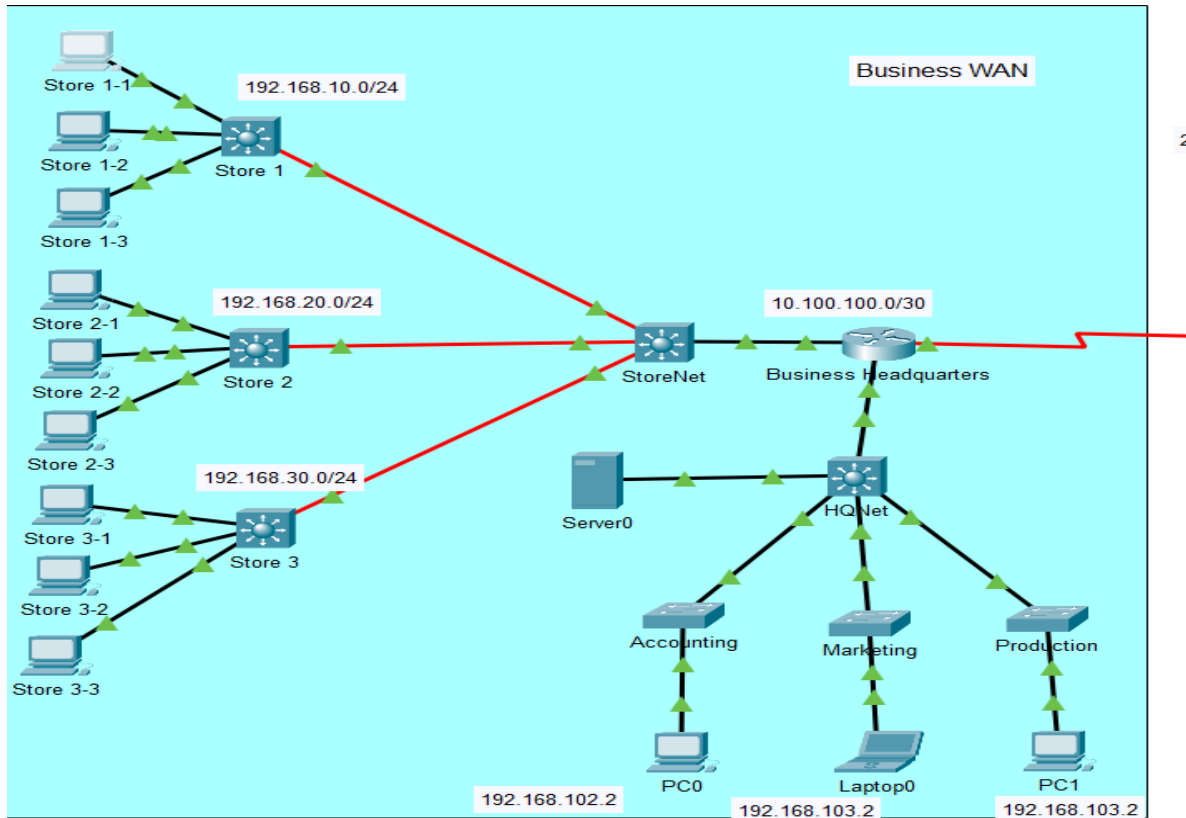 Business WAN
Store 1-1
192.168.10.0/24
Store 1-2
Store 1
Store 1-3
2
Store 2-1
192.168.20.0/24
Store 2-2
Store 2
Store 2-3
10.100.100.0/30
StoreNet
Business Headquarters
192.168.30.0/24
Store 3-1
Store 3
Store 3-2
Store 3-3
Server0
HQNet
Accounting
Marketing
Production
PC0
Laptop0
PC1
192.168.102.2
192.168.103.2
192.168.103.2